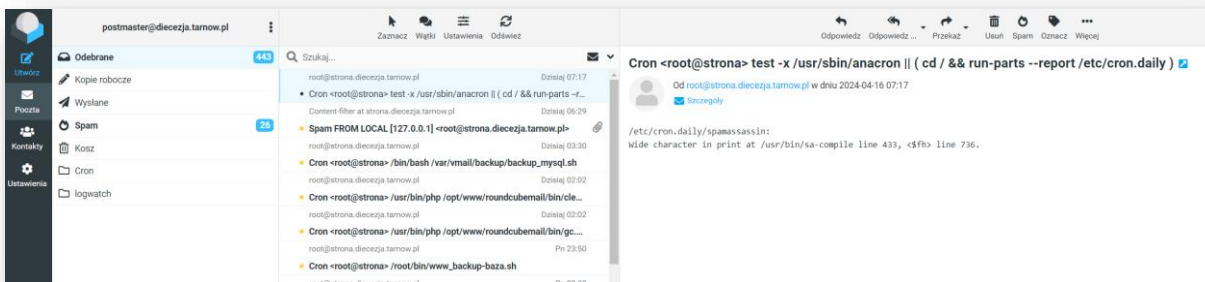 postmaster@diecezja.tarnow.pl
Utwórz
Poczta
Kontakty
Ustawienia
Odebrane 443
Kopie robocze
Wysłane
Spam 26
Kosz
Cron
logwatch
Zaznacz Wątki Ustawienia Odśwież
Szukaj...
root@strona.diecezja.tarnow.pl Dzisiaj 07:17
Cron <root@strona> test -x /usr/sbin/anacron || ( cd / && run-parts --r...
Content-filter at strona.diecezja.tarnow.pl Dzisiaj 06:29
Spam FROM LOCAL [127.0.0.1] <root@strona.diecezja.tarnow.pl>
root@strona.diecezja.tarnow.pl Dzisiaj 03:30
Cron <root@strona> /bin/bash /var/vmail/backup/backup_mysql.sh
root@strona.diecezja.tarnow.pl Dzisiaj 02:02
Cron <root@strona> /usr/bin/php /opt/www/roundcubemail/bin/cle...
root@strona.diecezja.tarnow.pl Dzisiaj 02:02
Cron <root@strona> /usr/bin/php /opt/www/roundcubemail/bin/gc....
root@strona.diecezja.tarnow.pl Pn 23:50
Cron <root@strona> /root/bin/www_backup-baza.sh
Odpowiedz Odpowiedz ... Przekaż Usuń Spam Oznacz Więcej
Cron <root@strona> test -x /usr/sbin/anacron || ( cd / && run-parts --report /etc/cron.daily )
Od root@strona.diecezja.tarnow.pl w dniu 2024-04-16 07:17
Szczegóły
/etc/cron.daily/spamassassin:
Wide character in print at /usr/bin/sa-compile line 433, <$fh> line 736.